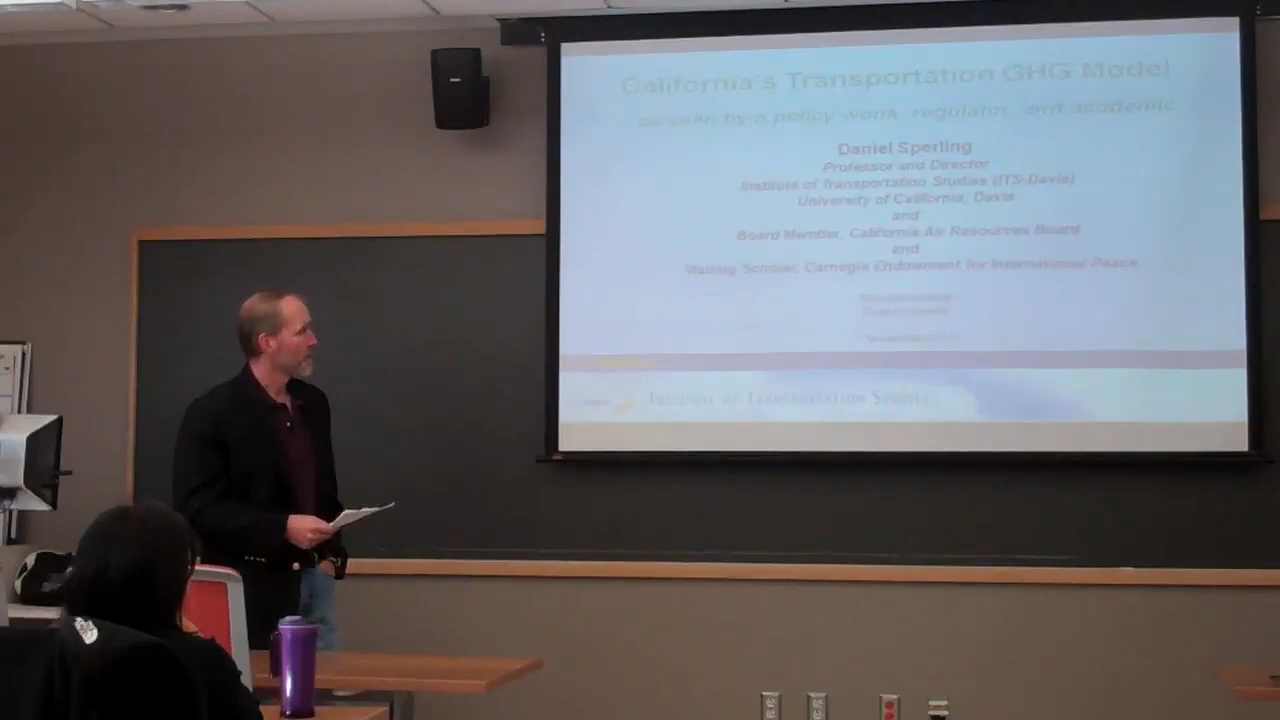 California's Transportation GHG Model
as seen by a policy wonk, regulator, and academic
Daniel Sperling
Professor and Director
Institute of Transportation Studies (ITS-Davis)
University of California, Davis
and
Board Member, California Air Resources Board
and
Visiting Scholar, Carnegie Endowment for International Peace
INSTITUTE OF TRANSPORTATION STUDIES